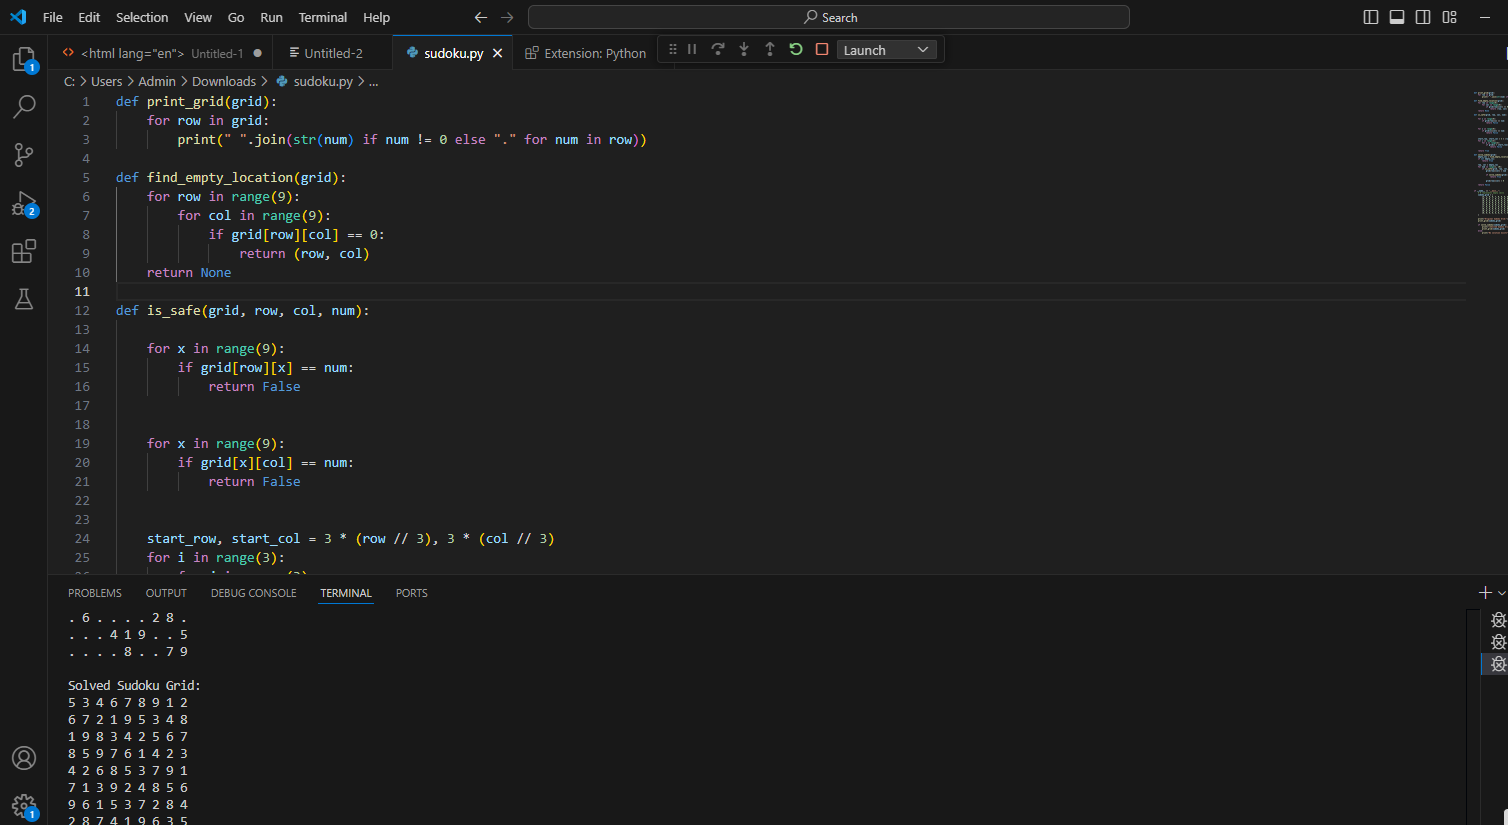 File Edit Selection View Go Run Terminal Help Search
<html lang="en"> Untitled-1 Untitled-2 sudoku.py Extension: Python Launch
C: > Users > Admin > Downloads > sudoku.py > ...
1 def print_grid(grid):
2 for row in grid:
3 print(" ".join(str(num) if num != 0 else "." for num in row))
4
5 def find_empty_location(grid):
6 for row in range(9):
7 for col in range(9):
8 if grid[row][col] == 0:
9 return (row, col)
10 return None
11
12 def is_safe(grid, row, col, num):
13
14 for x in range(9):
15 if grid[row][x] == num:
16 return False
17
18
19 for x in range(9):
20 if grid[x][col] == num:
21 return False
22
23
24 start_row, start_col = 3 * (row // 3), 3 * (col // 3)
25 for i in range(3):
PROBLEMS OUTPUT DEBUG CONSOLE TERMINAL PORTS
. 6 . . . . 2 8 .
. . . 4 1 9 . . 5
. . . . 8 . . 7 9
Solved Sudoku Grid:
5 3 4 6 7 8 9 1 2
6 7 2 1 9 5 3 4 8
1 9 8 3 4 2 5 6 7
8 5 9 7 6 1 4 2 3
4 2 6 8 5 3 7 9 1
7 1 3 9 2 4 8 5 6
9 6 1 5 3 7 2 8 4
2 8 7 4 1 9 6 3 5
1
2
1